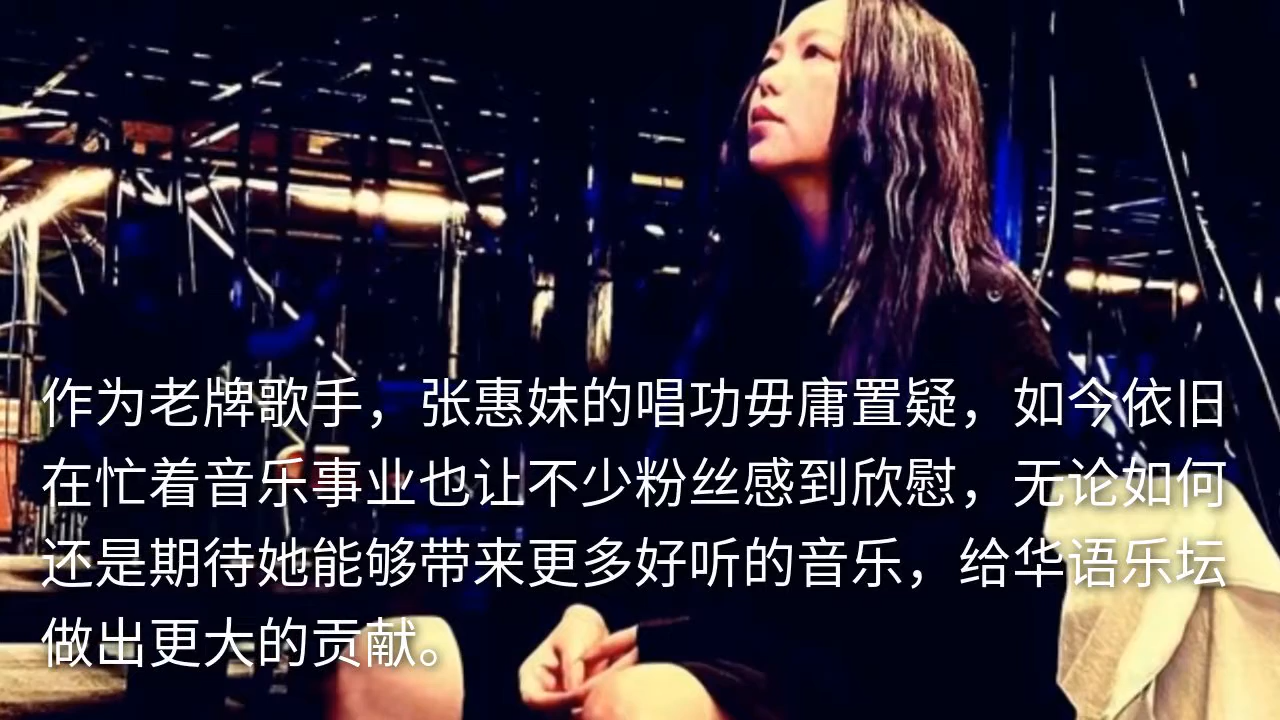 作为老牌歌手，张惠妹的唱功毋庸置疑，如今依旧
在忙着音乐事业也让不少粉丝感到欣慰，无论如何
还是期待她能够带来更多好听的音乐，给华语乐坛
做出更大的贡献。